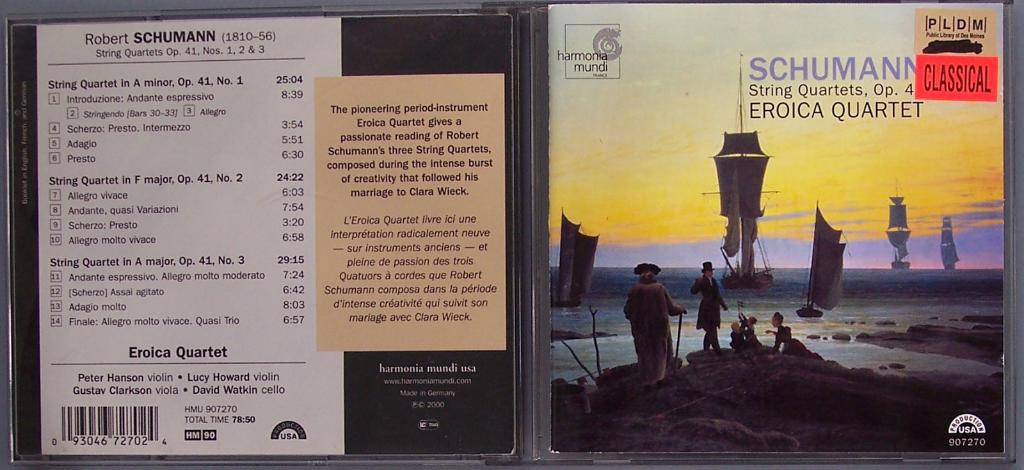 Robert SCHUMANN (1810–56)
String Quartets Op. 41, Nos. 1, 2 & 3
String Quartet in A minor, Op. 41, No. 1 25:04
1 Introduzione: Andante espressivo 8:39
2 Stringendo [Bars 30–33] 3 Allegro
4 Scherzo: Presto. Intermezzo 3:54
5 Adagio 5:51
6 Presto 6:30
String Quartet in F major, Op. 41, No. 2 24:22
7 Allegro vivace 6:03
8 Andante, quasi Variazioni 7:54
9 Scherzo: Presto 3:20
10 Allegro molto vivace 6:58
String Quartet in A major, Op. 41, No. 3 29:15
11 Andante espressivo. Allegro molto moderato 7:24
12 [Scherzo] Assai agitato 6:42
13 Adagio molto 8:03
14 Finale: Allegro molto vivace. Quasi Trio 6:57
Eroica Quartet
Peter Hanson violin • Lucy Howard violin
Gustav Clarkson viola • David Watkin cello
HMU 907270
TOTAL TIME 78:50
HM 90
PRODUCTION
USA
0 93046 72702 4
Booklet in English, French, and German
The pioneering period-instrument
Eroica Quartet gives a
passionate reading of Robert
Schumann's three String Quartets,
composed during the intense burst
of creativity that followed his
marriage to Clara Wieck.
L'Eroica Quartet livre ici une
interprétation radicalement neuve
— sur instruments anciens — et
pleine de passion des trois
Quatuors à cordes que Robert
Schumann composa dans la période
d'intense créativité qui suivit son
mariage avec Clara Wieck.
harmonia mundi usa
www.harmoniamundi.com
Made in Germany
℗© 2000
harmonia
mundi
FRANCE
SCHUMANN
String Quartets, Op. 4
EROICA QUARTET
P|L|D|M
Public Library of Des Moines
CLASSICAL
PRODUCTION
USA
907270